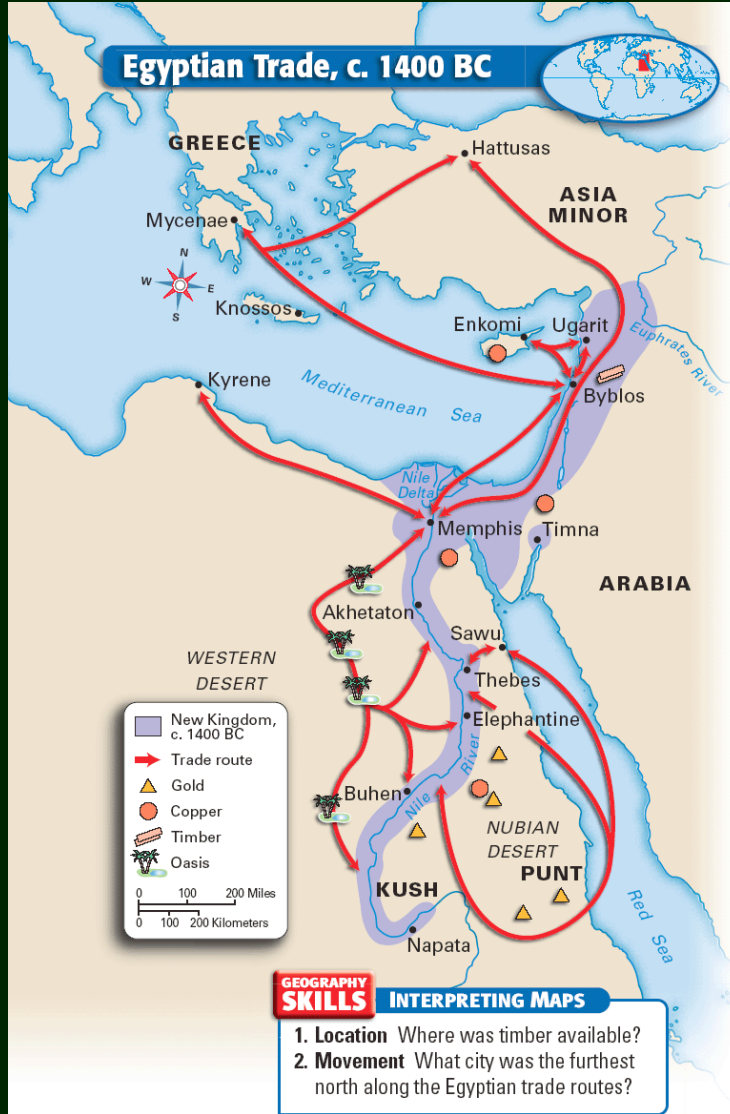 Egyptian Trade, c. 1400 BC
GREECE
Hattusas
ASIA
MINOR
Mycenae
N
W
E
S
Knossos
Enkomi
Ugarit
Euphrates River
Kyrene
Mediterranean Sea
Byblos
Nile
Delta
Memphis
Timna
ARABIA
Akhetaton
Sawu
WESTERN
DESERT
Thebes
Elephantine
New Kingdom,
c. 1400 BC
Trade route
Gold
Copper
Timber
Oasis
0 100 200 Miles
0 100 200 Kilometers
Buhen
Nile River
NUBIAN
DESERT
PUNT
KUSH
Red Sea
Napata
GEOGRAPHY
SKILLS
INTERPRETING MAPS
1. Location Where was timber available?
2. Movement What city was the furthest
north along the Egyptian trade routes?